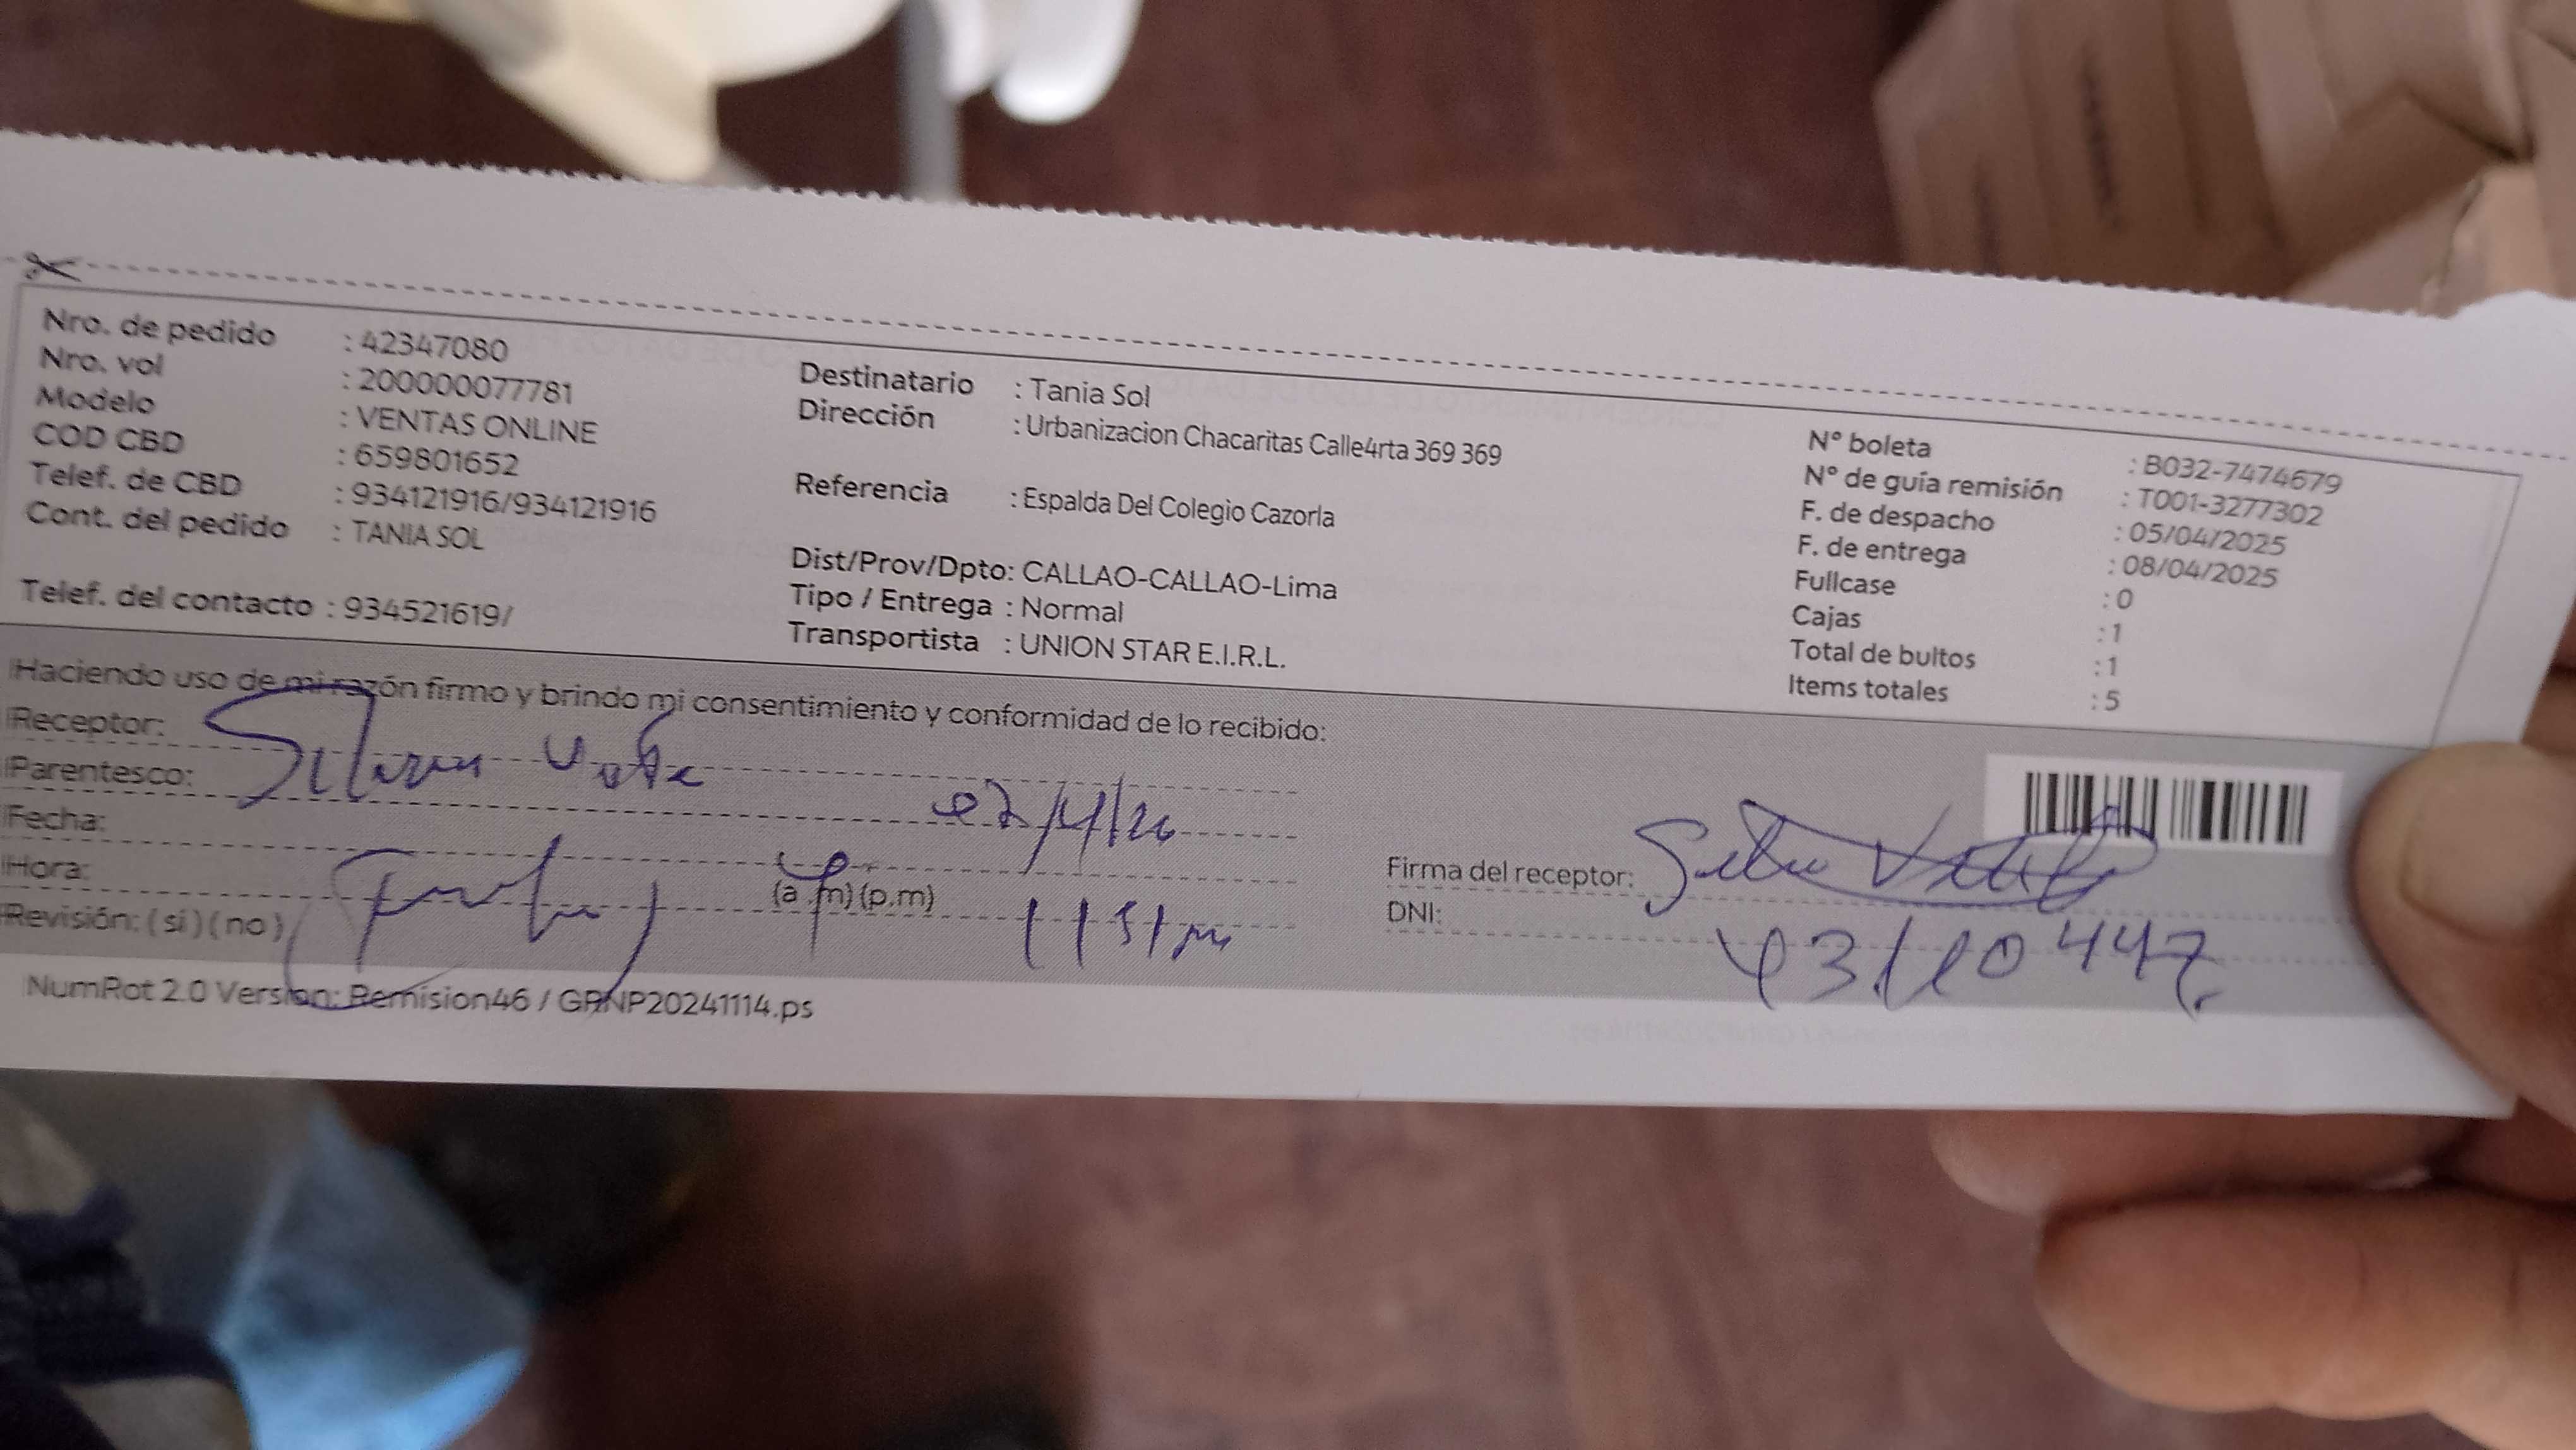 Nro. de pedido : 42347080
Nro. vol : 200000077781
Modelo : VENTAS ONLINE
COD CBD : 659801652
Telef. de CBD : 934121916/934121916
Cont. del pedido : TANIA SOL
Telef. del contacto : 934521619/
Destinatario : Tania Sol
Dirección : Urbanizacion Chacaritas Calle4rta 369 369
Referencia : Espalda Del Colegio Cazorla
Dist/Prov/Dpto: CALLAO-CALLAO-Lima
Tipo / Entrega : Normal
Transportista : UNION STAR E.I.R.L.
N° boleta : B032-7474679
N° de guía remisión : T001-3277302
F. de despacho : 05/04/2025
F. de entrega : 08/04/2025
Fullcase : 0
Cajas : 1
Total de bultos : 1
Items totales : 5
Haciendo uso de mi razón firmo y brindo mi consentimiento y conformidad de lo recibido:
Receptor:
Parentesco:
Fecha:
Hora: (a.m) (p.m)
Revisión: (si) (no)
Firma del receptor:
DNI:
NumRot 2.0 Version: Remision46 / GRNP20241114.ps